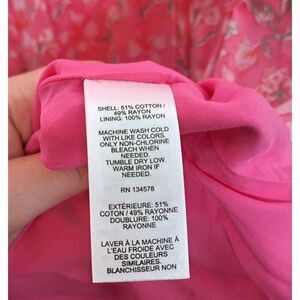 SHELL: 51% COTTON /
49% RAYON
LINING: 100% RAYON
MACHINE WASH COLD
WITH LIKE COLORS.
ONLY NON-CHLORINE
BLEACH WHEN
NEEDED.
TUMBLE DRY LOW.
WARM IRON IF
NEEDED.
RN 134578
EXTÉRIEURE: 51%
COTON / 49% RAYONNE
DOUBLURE: 100%
RAYONNE
LAVER À LA MACHINE À
L'EAU FROIDE AVEC
DES COULEURS
SIMILAIRES.
BLANCHISSEUR NON